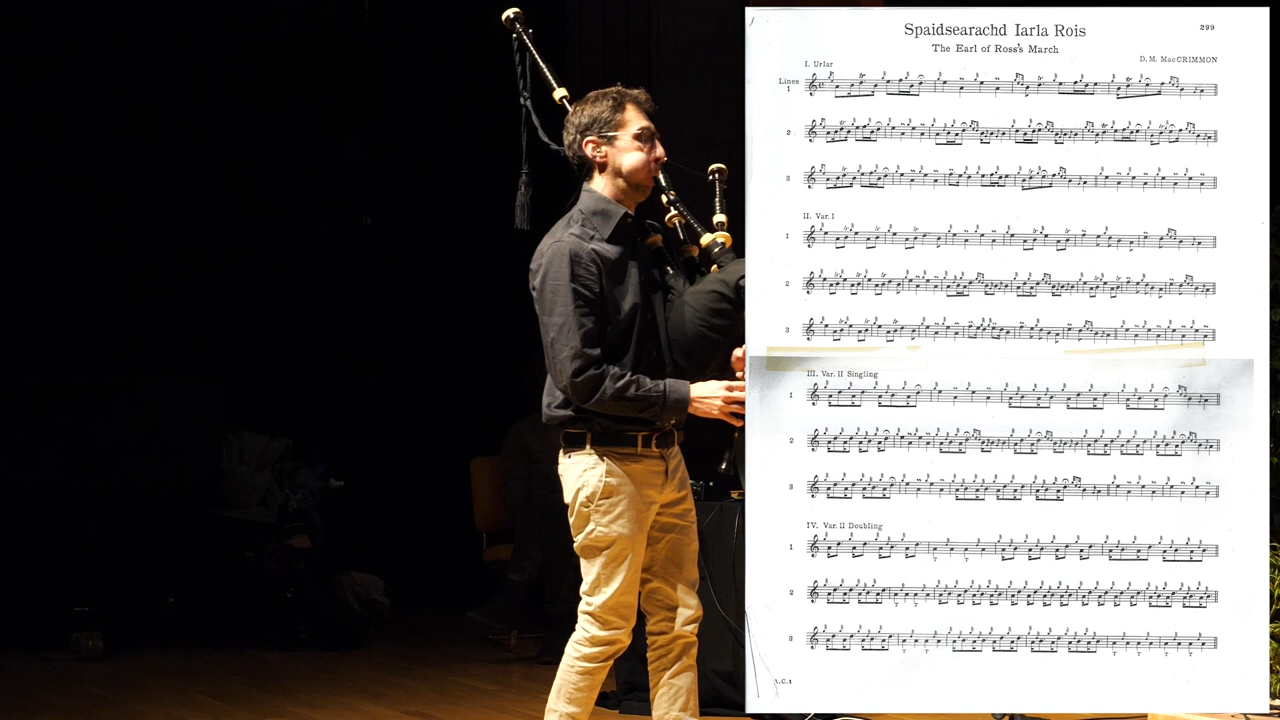 Spaidsearachd Iarla Rois
299
The Earl of Ross's March
D. M. MacCRIMMON
I. Urlar
Lines
1
2
3
II. Var. I
1
2
3
III. Var. II Singling
1
2
3
IV. Var. II Doubling
1
T T
2
T T
3
T T T T T T